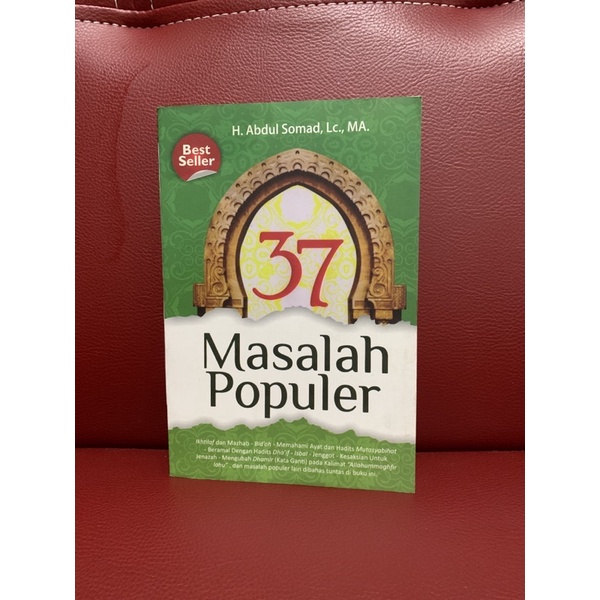 H. Abdul Somad, Lc., MA.
Best
Seller
37
Masalah
Populer
Ikhtilaf dan Mazhab - Bid'ah - Memahami Ayat dan Hadits Mutasyabihat
- Beramal Dengan Hadits Dha'if - Isbal - Jenggot - Kesaksian Untuk
Jenazah - Mengubah Dhamir (Kata Ganti) pada Kalimat "Allahummaghfir
lahu" , dan masalah populer lain dibahas tuntas di buku ini.